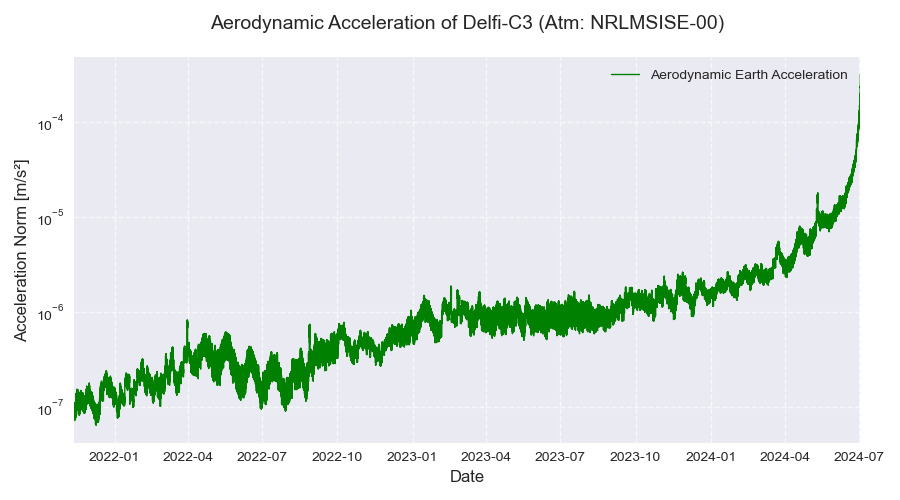 Aerodynamic Acceleration of Delfi-C3 (Atm: NRLMSISE-00)
Aerodynamic Earth Acceleration
Acceleration Norm [m/s²]
10⁻⁴
10⁻⁵
10⁻⁶
10⁻⁷
2022-01 2022-04 2022-07 2022-10 2023-01 2023-04 2023-07 2023-10 2024-01 2024-04 2024-07
Date